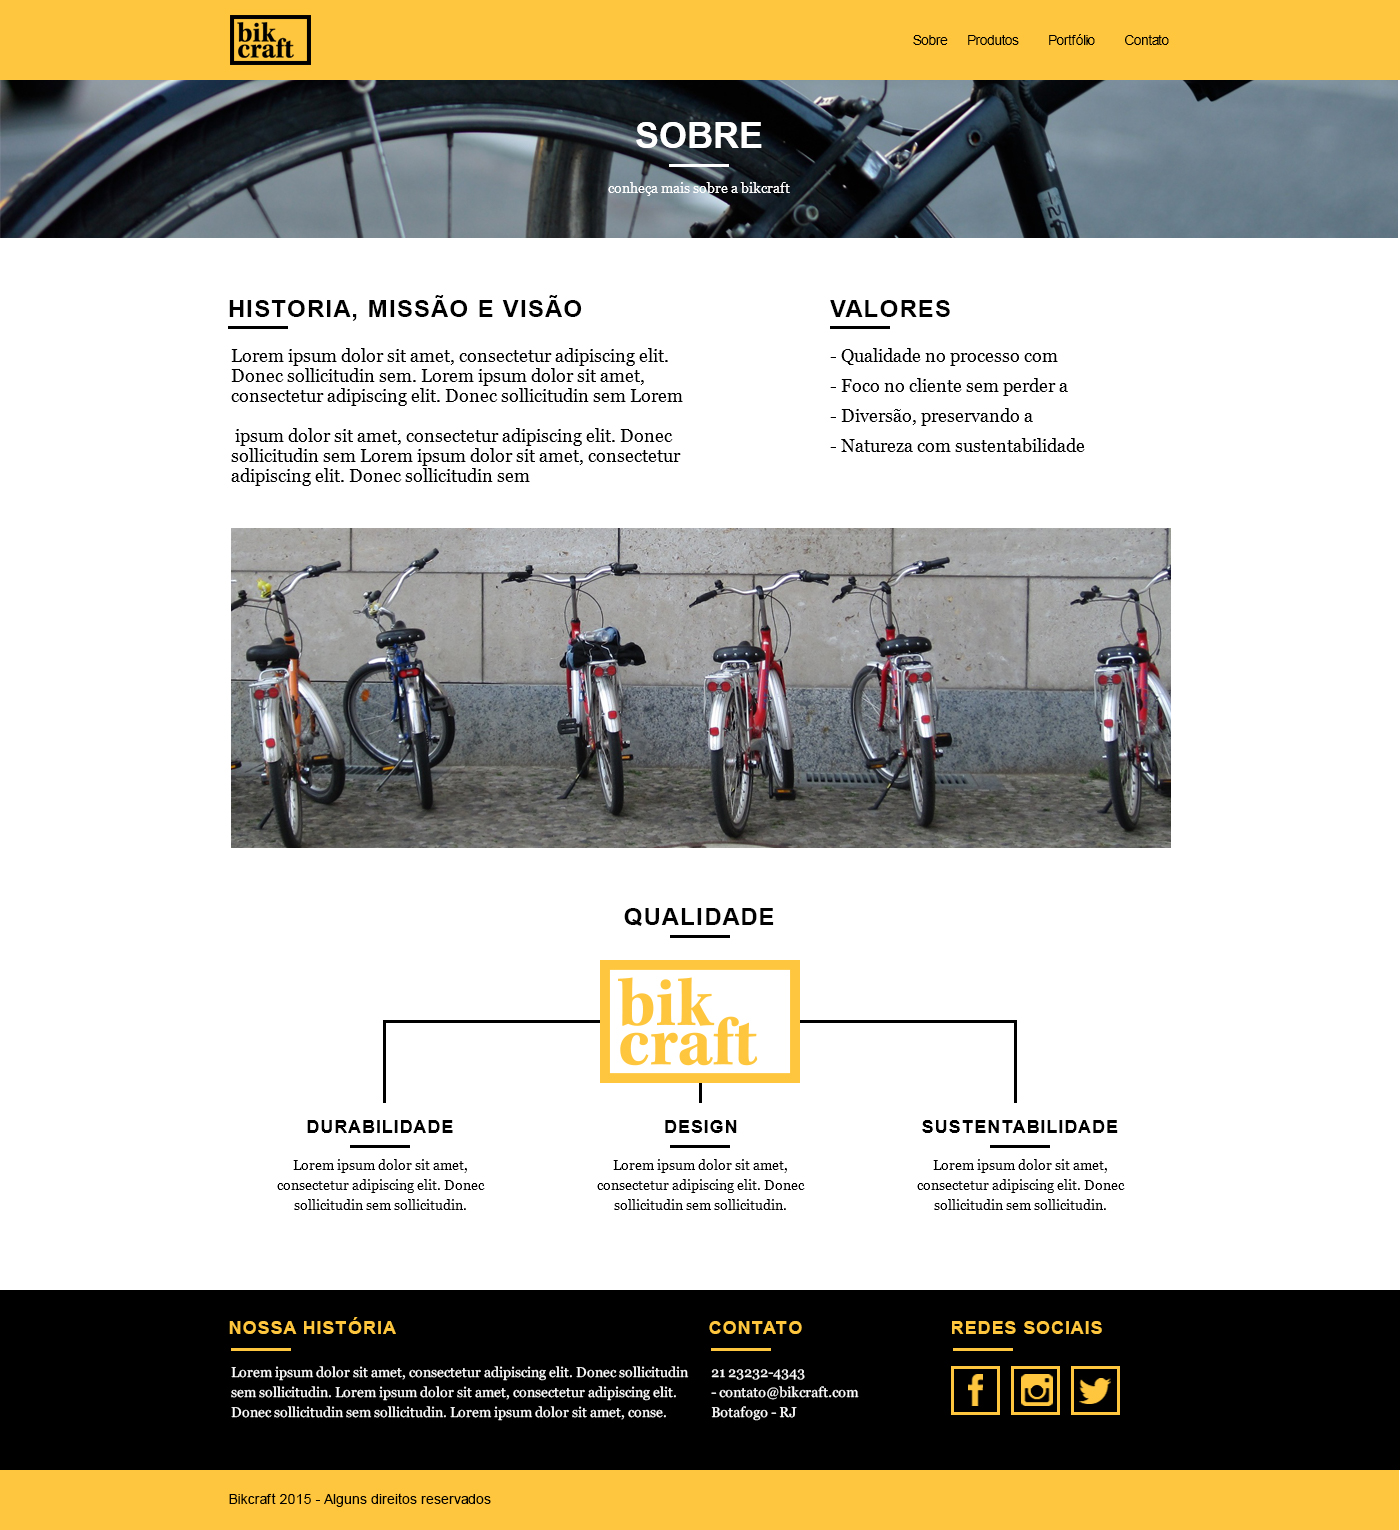 bik
craft
Sobre Produtos Portfólio Contato
SOBRE
conheça mais sobre a bikcraft
HISTORIA, MISSÃO E VISÃO
Lorem ipsum dolor sit amet, consectetur adipiscing elit.
Donec sollicitudin sem. Lorem ipsum dolor sit amet,
consectetur adipiscing elit. Donec sollicitudin sem Lorem
ipsum dolor sit amet, consectetur adipiscing elit. Donec
sollicitudin sem Lorem ipsum dolor sit amet, consectetur
adipiscing elit. Donec sollicitudin sem
VALORES
- Qualidade no processo com
- Foco no cliente sem perder a
- Diversão, preservando a
- Natureza com sustentabilidade
QUALIDADE
bik
craft
DURABILIDADE
Lorem ipsum dolor sit amet,
consectetur adipiscing elit. Donec
sollicitudin sem sollicitudin.
DESIGN
Lorem ipsum dolor sit amet,
consectetur adipiscing elit. Donec
sollicitudin sem sollicitudin.
SUSTENTABILIDADE
Lorem ipsum dolor sit amet,
consectetur adipiscing elit. Donec
sollicitudin sem sollicitudin.
NOSSA HISTÓRIA
Lorem ipsum dolor sit amet, consectetur adipiscing elit. Donec sollicitudin
sem sollicitudin. Lorem ipsum dolor sit amet, consectetur adipiscing elit.
Donec sollicitudin sem sollicitudin. Lorem ipsum dolor sit amet, conse.
CONTATO
21 23232-4343
- contato@bikcraft.com
Botafogo - RJ
REDES SOCIAIS
Bikcraft 2015 - Alguns direitos reservados